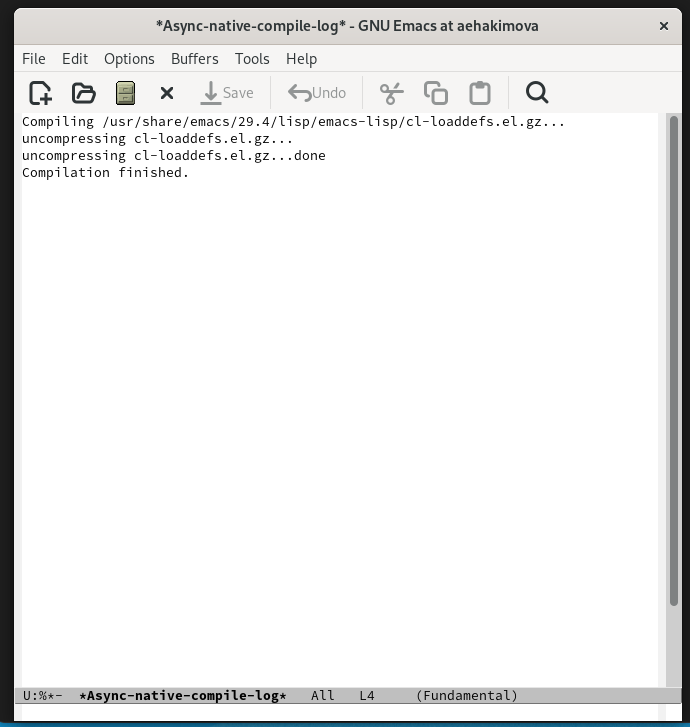 *Async-native-compile-log* - GNU Emacs at aehakimova
File Edit Options Buffers Tools Help
Save Undo
Compiling /usr/share/emacs/29.4/lisp/emacs-lisp/cl-loaddefs.el.gz...
uncompressing cl-loaddefs.el.gz...
uncompressing cl-loaddefs.el.gz...done
Compilation finished.
U:%*-  *Async-native-compile-log*   All   L4     (Fundamental)